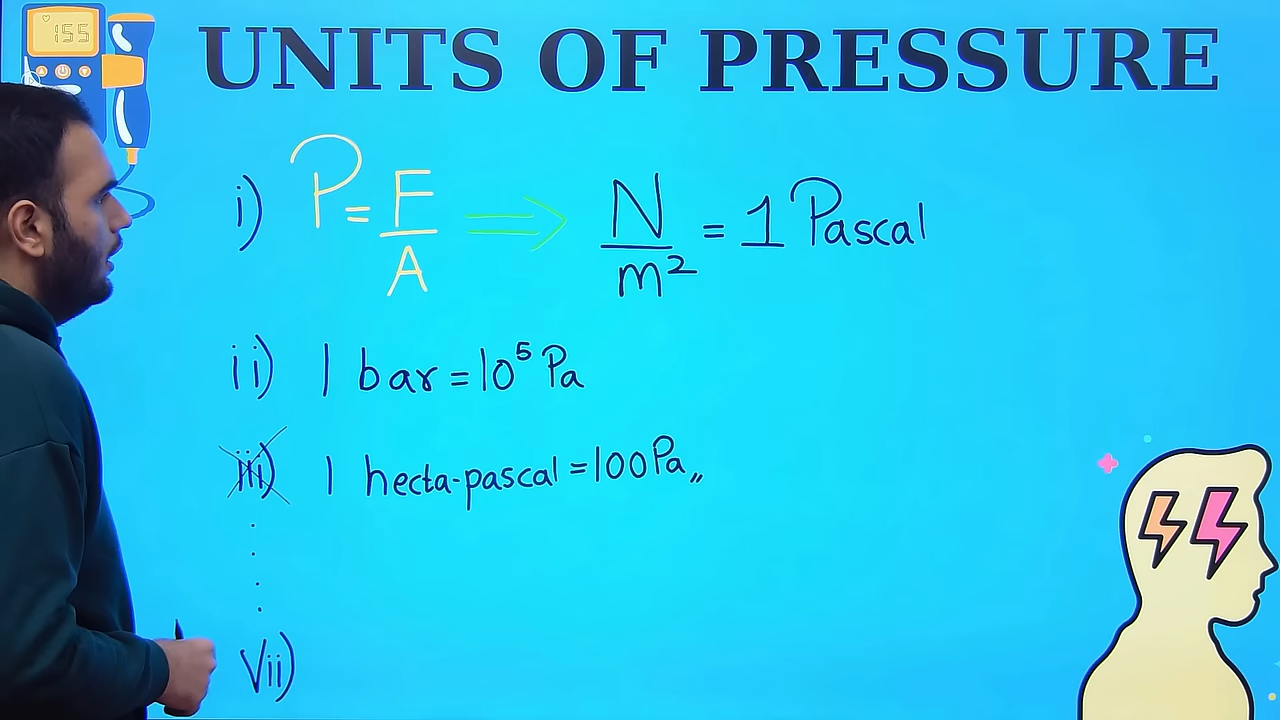 155
UNITS OF PRESSURE
i) P = F/A ⇒ N/m² = 1 Pascal
ii) 1 bar = 10⁵ Pa
iii) 1 hecta-pascal = 100 Pa,,
.
.
.
.
Vii)